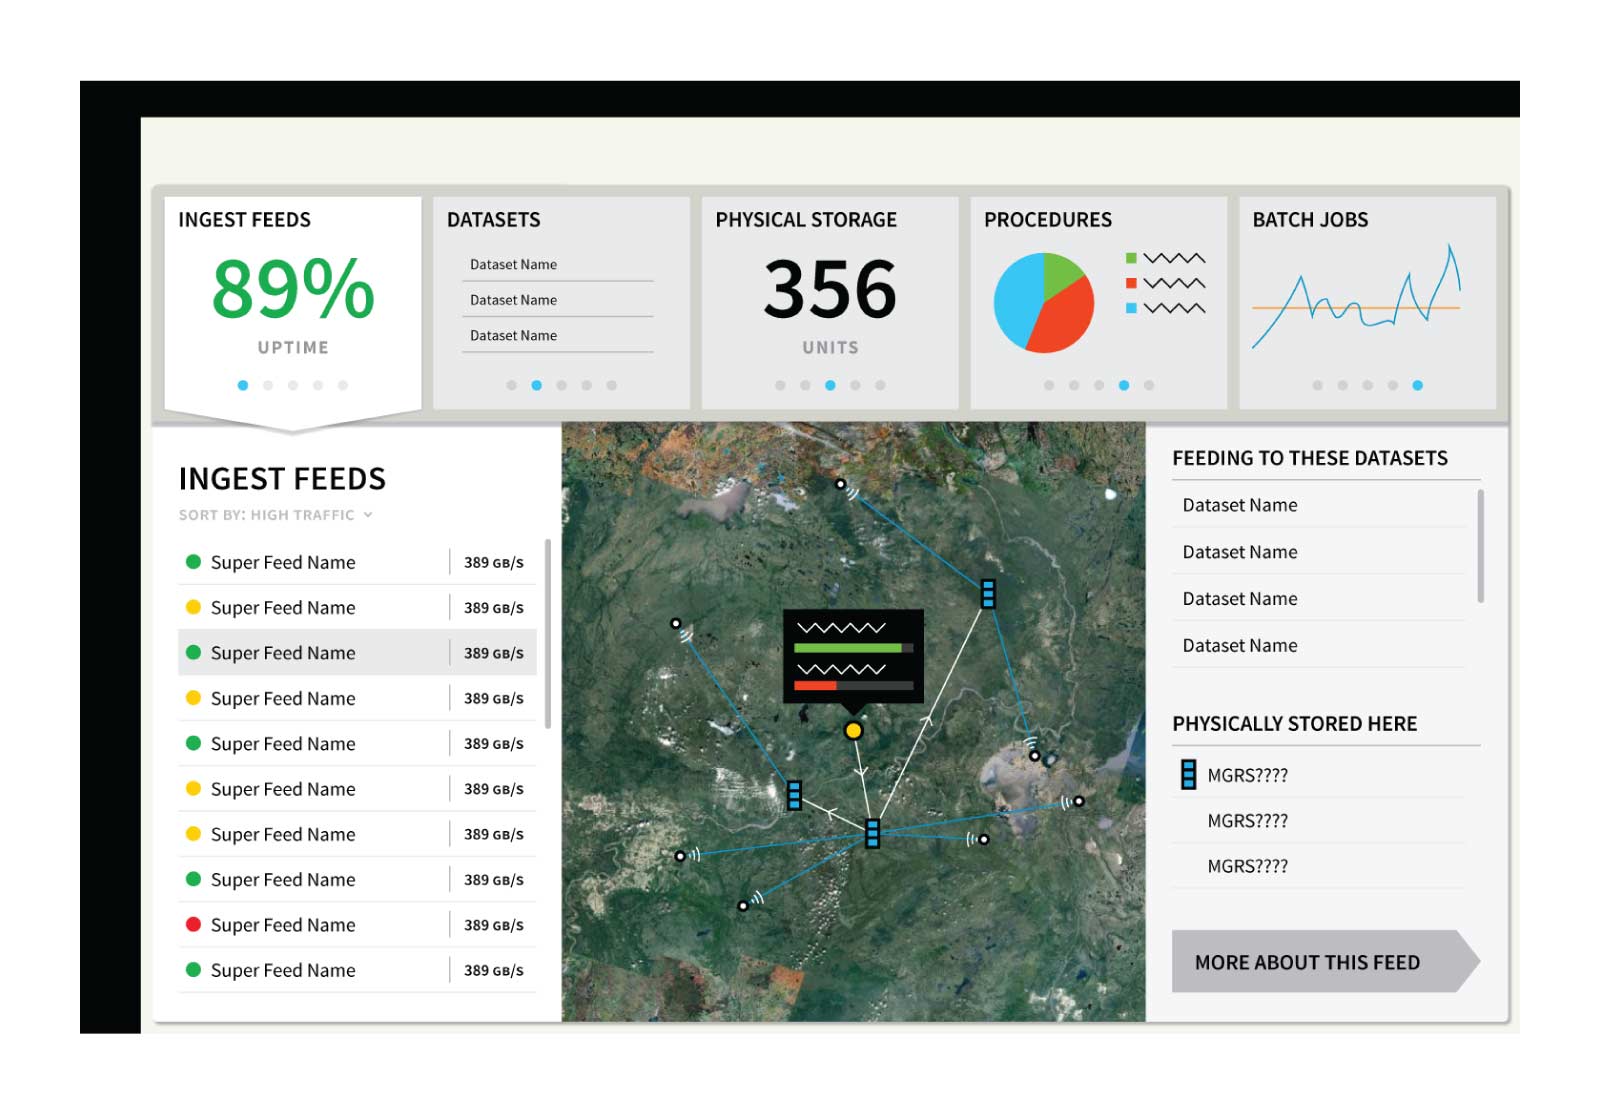 INGEST FEEDS
89%
UPTIME
DATASETS
Dataset Name
Dataset Name
Dataset Name
PHYSICAL STORAGE
356
UNITS
PROCEDURES
BATCH JOBS
INGEST FEEDS
SORT BY: HIGH TRAFFIC
Super Feed Name 389 GB/S
Super Feed Name 389 GB/S
Super Feed Name 389 GB/S
Super Feed Name 389 GB/S
Super Feed Name 389 GB/S
Super Feed Name 389 GB/S
Super Feed Name 389 GB/S
Super Feed Name 389 GB/S
Super Feed Name 389 GB/S
Super Feed Name 389 GB/S
FEEDING TO THESE DATASETS
Dataset Name
Dataset Name
Dataset Name
Dataset Name
PHYSICALLY STORED HERE
MGRS????
MGRS????
MGRS????
MORE ABOUT THIS FEED